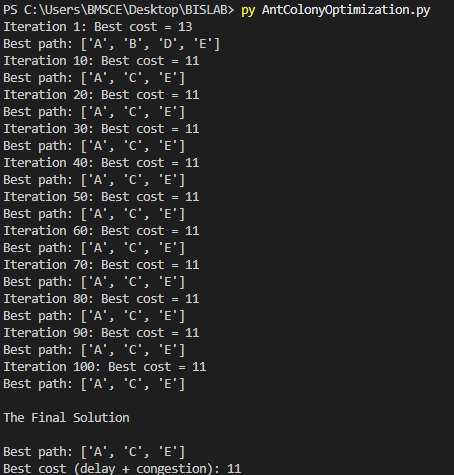 PS C:\Users\BMSCE\Desktop\BISLAB> py AntColonyOptimization.py
Iteration 1: Best cost = 13
Best path: ['A', 'B', 'D', 'E']
Iteration 10: Best cost = 11
Best path: ['A', 'C', 'E']
Iteration 20: Best cost = 11
Best path: ['A', 'C', 'E']
Iteration 30: Best cost = 11
Best path: ['A', 'C', 'E']
Iteration 40: Best cost = 11
Best path: ['A', 'C', 'E']
Iteration 50: Best cost = 11
Best path: ['A', 'C', 'E']
Iteration 60: Best cost = 11
Best path: ['A', 'C', 'E']
Iteration 70: Best cost = 11
Best path: ['A', 'C', 'E']
Iteration 80: Best cost = 11
Best path: ['A', 'C', 'E']
Iteration 90: Best cost = 11
Best path: ['A', 'C', 'E']
Iteration 100: Best cost = 11
Best path: ['A', 'C', 'E']
The Final Solution
Best path: ['A', 'C', 'E']
Best cost (delay + congestion): 11